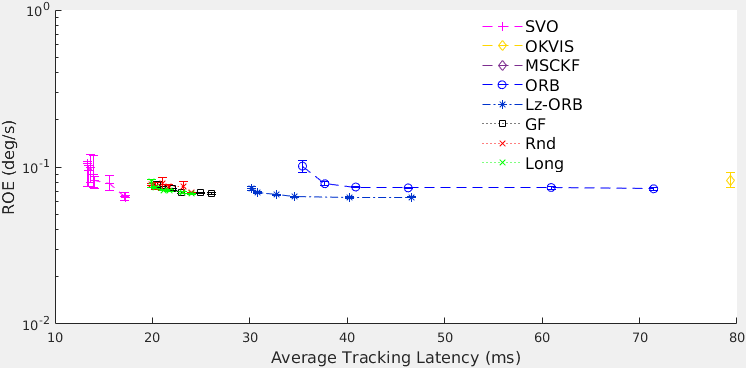 10^0
SVO
OKVIS
MSCKF
ORB
Lz-ORB
GF
Rnd
Long
10^-1
ROE (deg/s)
10^-2
10 20 30 40 50 60 70 80
Average Tracking Latency (ms)